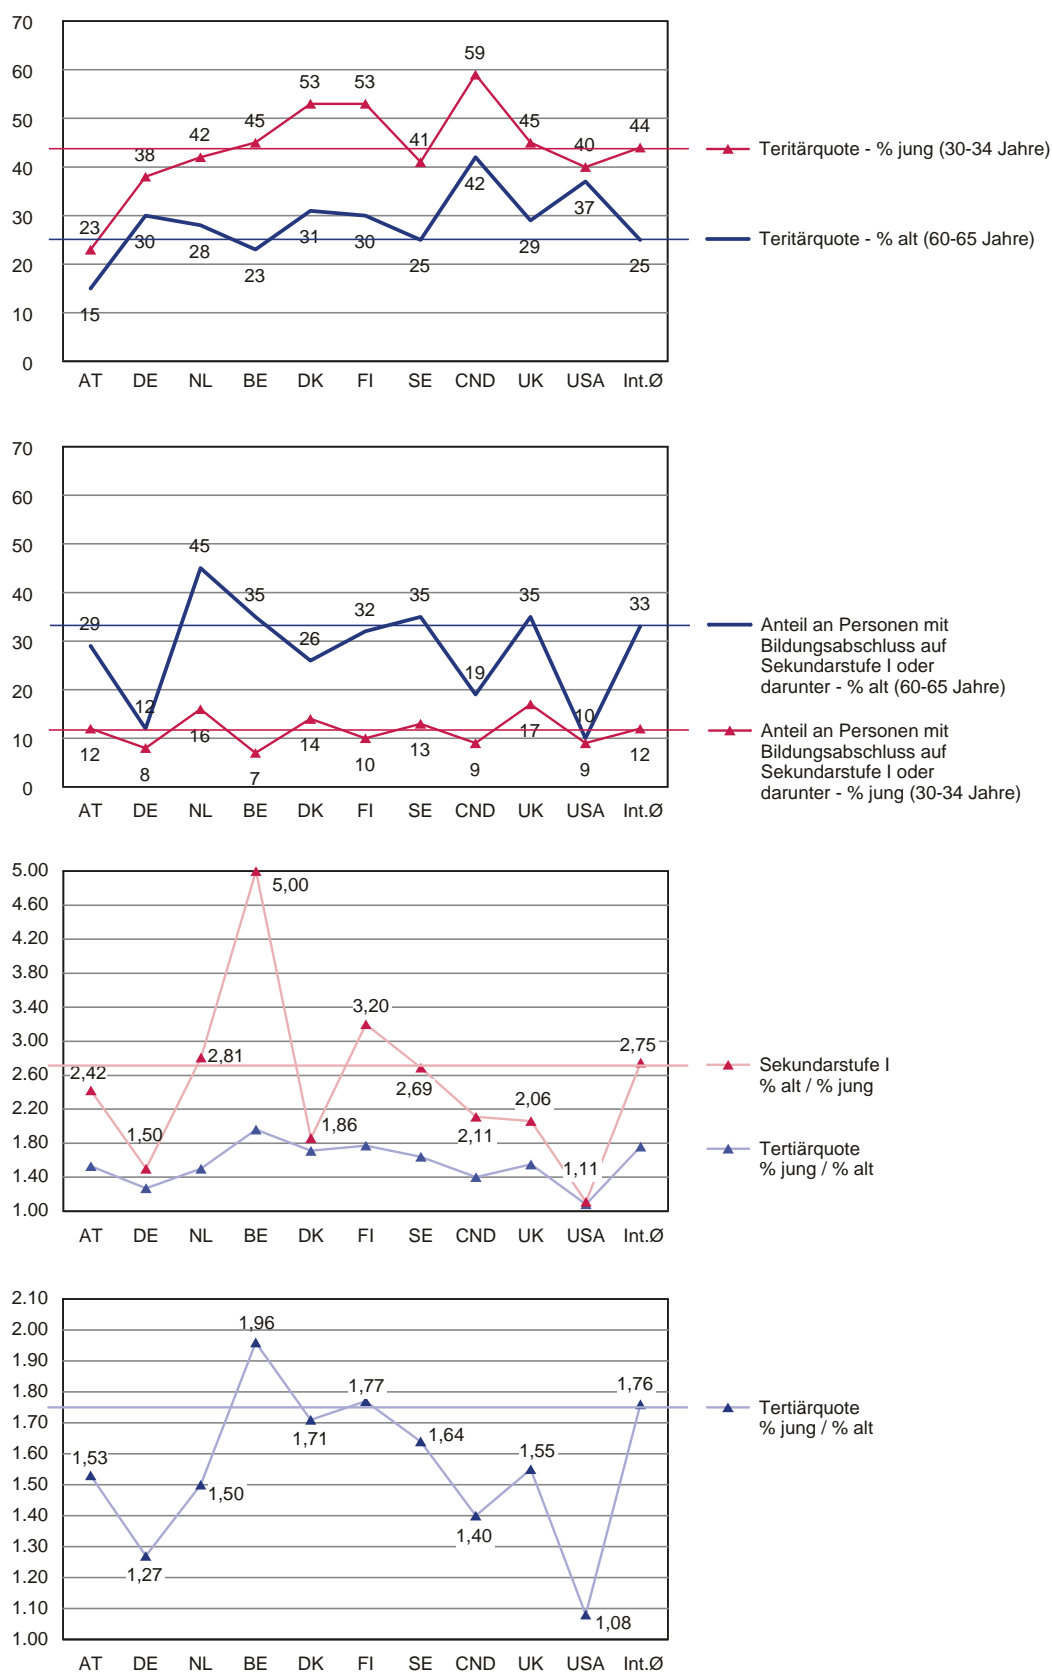 70
60
50
40
30
20
10
0
23 38 42 45 53 53 41 59 45 40 44
15 30 28 23 31 30 25 42 29 37 25
AT DE NL BE DK FI SE CND UK USA Int.Ø
Teritärquote - % jung (30-34 Jahre)
Teritärquote - % alt (60-65 Jahre)
70
60
50
40
30
20
10
0
29 12 45 35 26 32 35 19 35 10 33
12 8 16 7 14 10 13 9 17 9 12
AT DE NL BE DK FI SE CND UK USA Int.Ø
Anteil an Personen mit
Bildungsabschluss auf
Sekundarstufe I oder
darunter - % alt (60-65 Jahre)
Anteil an Personen mit
Bildungsabschluss auf
Sekundarstufe I oder
darunter - % jung (30-34 Jahre)
5.00
4.60
4.20
3.80
3.40
3.00
2.60
2.20
1.80
1.40
1.00
2,42 1,50 2,81 5,00 1,86 3,20 2,69 2,11 2,06 1,11 2,75
AT DE NL BE DK FI SE CND UK USA Int.Ø
Sekundarstufe I
% alt / % jung
Tertiärquote
% jung / % alt
2.10
2.00
1.90
1.80
1.70
1.60
1.50
1.40
1.30
1.20
1.10
1.00
1,53 1,27 1,50 1,96 1,71 1,77 1,64 1,40 1,55 1,08 1,76
AT DE NL BE DK FI SE CND UK USA Int.Ø
Tertiärquote
% jung / % alt